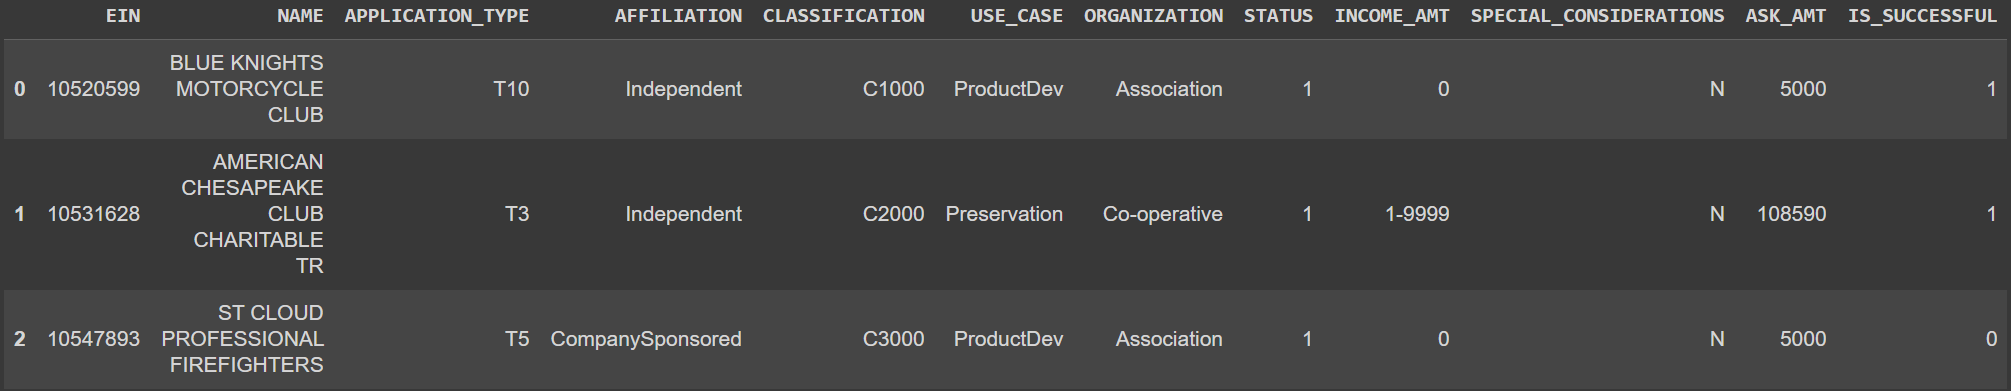 EIN NAME APPLICATION_TYPE AFFILIATION CLASSIFICATION USE_CASE ORGANIZATION STATUS INCOME_AMT SPECIAL_CONSIDERATIONS ASK_AMT IS_SUCCESSFUL
0 10520599 BLUE KNIGHTS MOTORCYCLE CLUB T10 Independent C1000 ProductDev Association 1 0 N 5000 1
1 10531628 AMERICAN CHESAPEAKE CLUB CHARITABLE TR T3 Independent C2000 Preservation Co-operative 1 1-9999 N 108590 1
2 10547893 ST CLOUD PROFESSIONAL FIREFIGHTERS T5 CompanySponsored C3000 ProductDev Association 1 0 N 5000 0